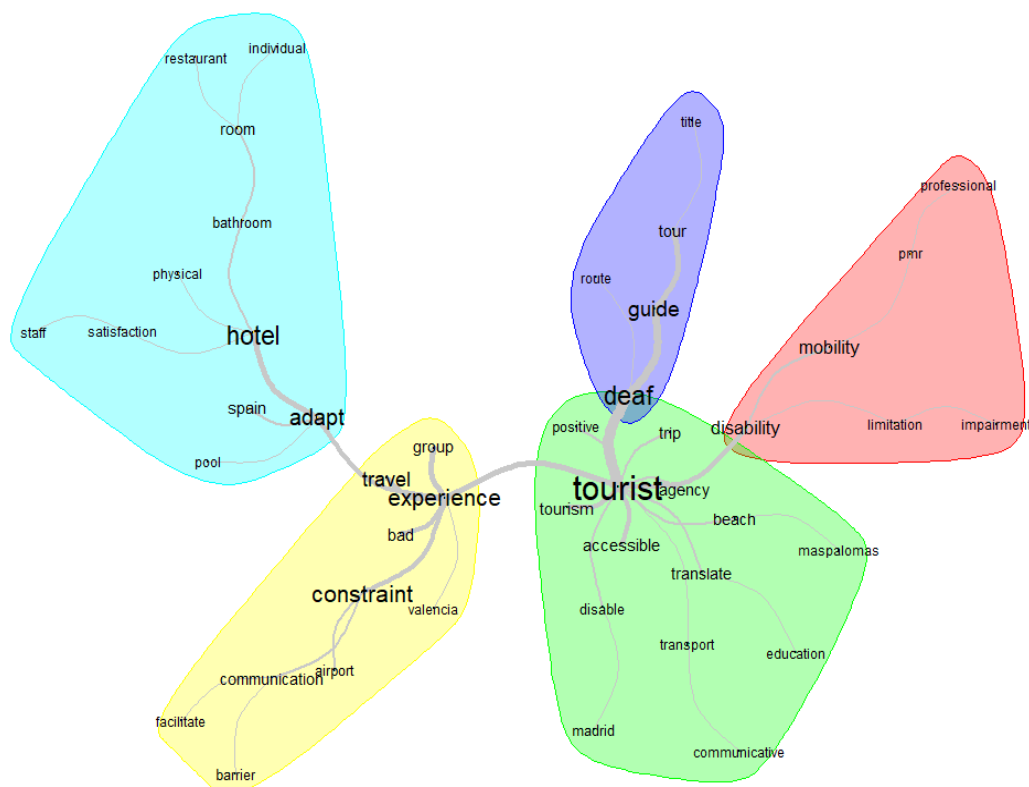 restaurant
individual
room
bathroom
physical
staff
satisfaction
hotel
spain
adapt
pool
title
tour
route
guide
deaf
professional
pmr
mobility
disability
limitation
impairment
group
travel
experience
bad
constraint
valencia
communication
airport
facilitate
barrier
positive
trip
tourist
agency
tourism
beach
accessible
maspalomas
translate
disable
transport
education
madrid
communicative